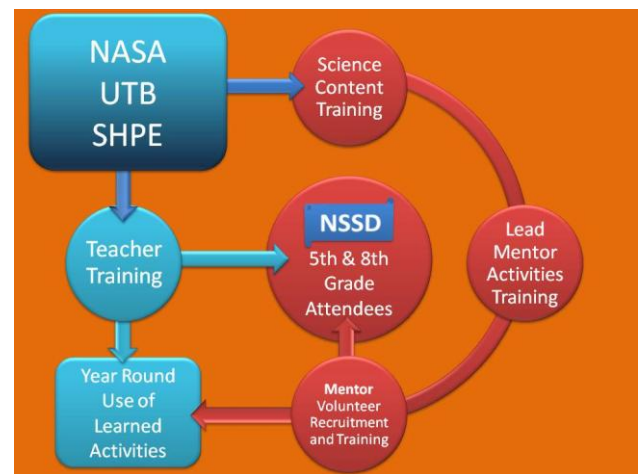 NASA
UTB
SHPE
Science
Content
Training
Teacher
Training
NSSD
5th & 8th
Grade
Attendees
Lead
Mentor
Activities
Training
Year Round
Use of
Learned
Activities
Mentor
Volunteer
Recruitment
and Training